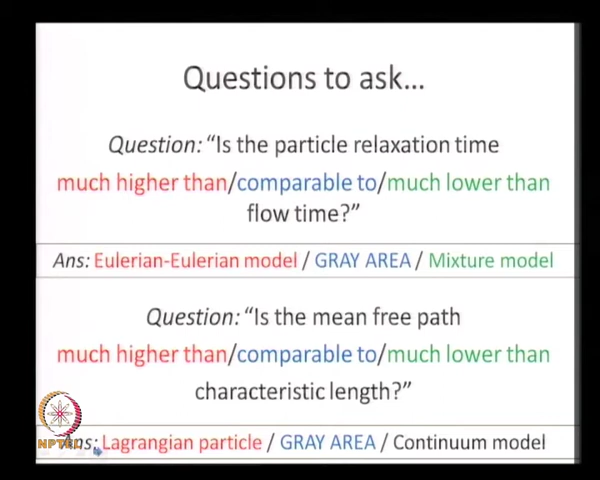 Questions to ask...
Question: “Is the particle relaxation time
much higher than/comparable to/much lower than
flow time?”
Ans: Eulerian-Eulerian model / GRAY AREA / Mixture model
Question: “Is the mean free path
much higher than/comparable to/much lower than
characteristic length?”
Ans: Lagrangian particle / GRAY AREA / Continuum model
NPTEL